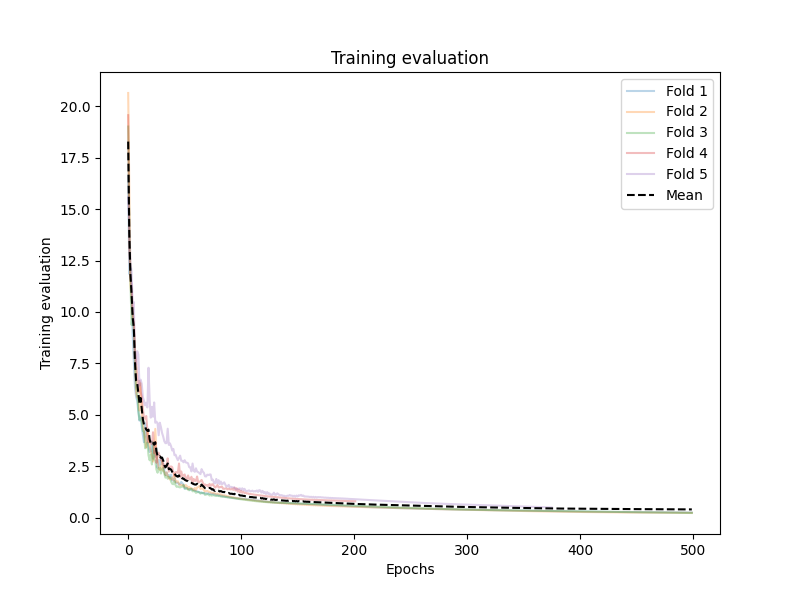 Training evaluation
20.0
17.5
15.0
12.5
10.0
7.5
5.0
2.5
0.0
Training evaluation
0 100 200 300 400 500
Epochs
Fold 1
Fold 2
Fold 3
Fold 4
Fold 5
Mean